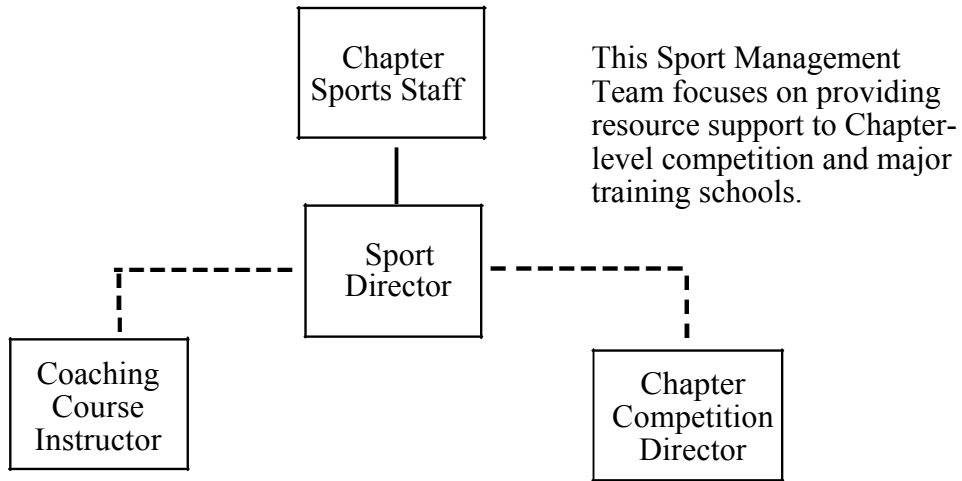 Chapter
Sports Staff
This Sport Management
Team focuses on providing
resource support to Chapter-
level competition and major
training schools.
Sport
Director
Coaching
Course
Instructor
Chapter
Competition
Director